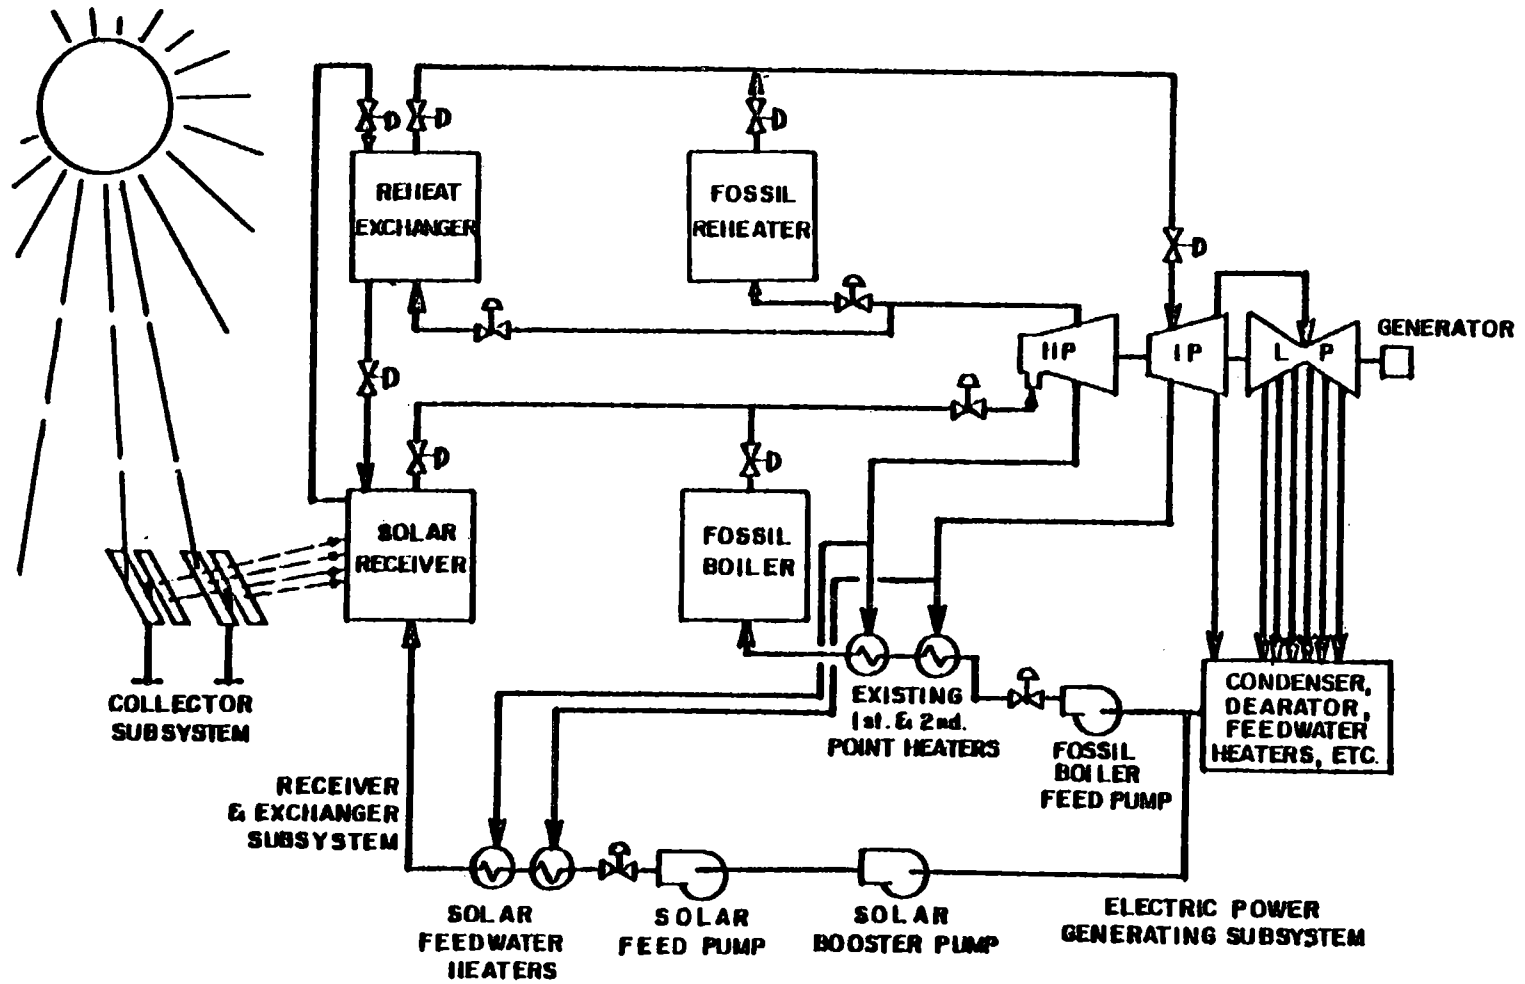 D
D
D
REHEAT
EXCHANGER
FOSSIL
REHEATER
D
GENERATOR
HP
IP
L P
D
D
D
SOLAR
RECEIVER
FOSSIL
BOILER
COLLECTOR
SUBSYSTEM
EXISTING
1st. & 2nd.
POINT HEATERS
CONDENSER,
DEARATOR,
FEEDWATER
HEATERS, ETC.
FOSSIL
BOILER
FEED PUMP
RECEIVER
& EXCHANGER
SUBSYSTEM
SOLAR
FEEDWATER
HEATERS
SOLAR
FEED PUMP
SOLAR
BOOSTER PUMP
ELECTRIC POWER
GENERATING SUBSYSTEM